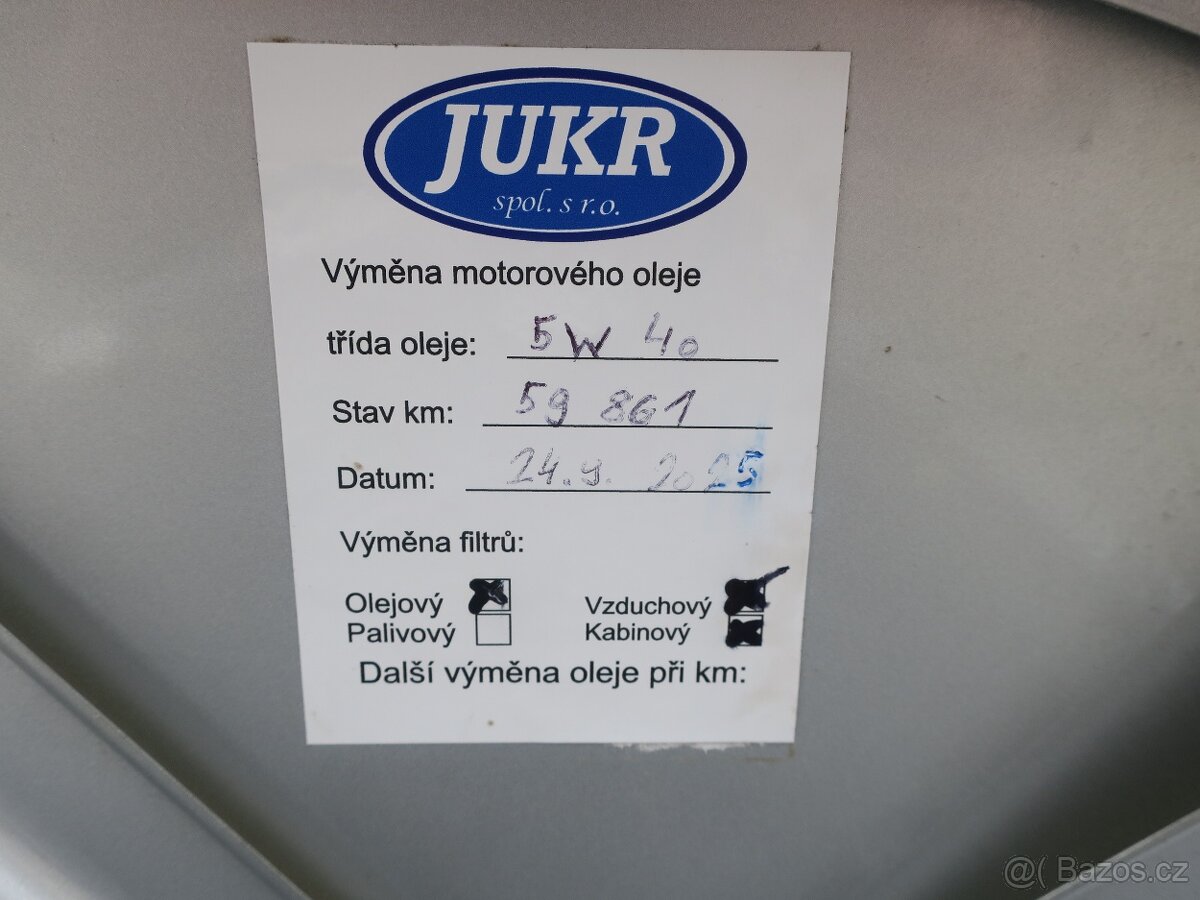 JUKR
spol. s r.o.
Výměna motorového oleje
třída oleje: 5W 40
Stav km: 59 861
Datum: 24.9. 2025
Výměna filtrů:
Olejový Vzduchový
Palivový Kabinový
Další výměna oleje při km:
@( Bazos.cz